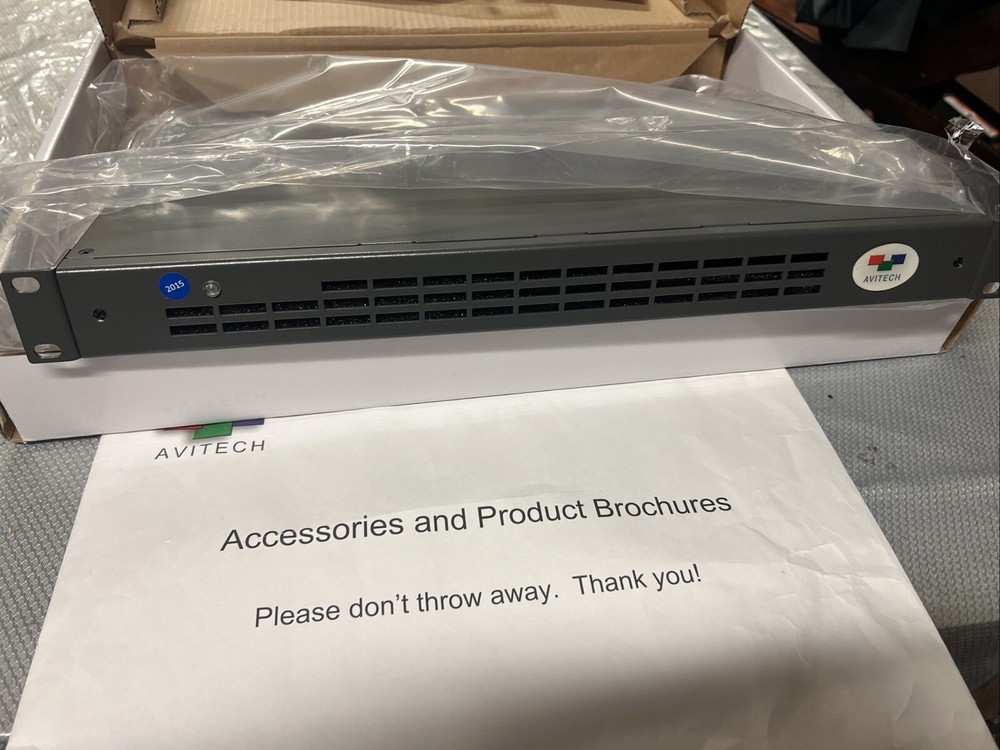 2015
AVITECH
AVITECH
Accessories and Product Brochures
Please don't throw away. Thank you!